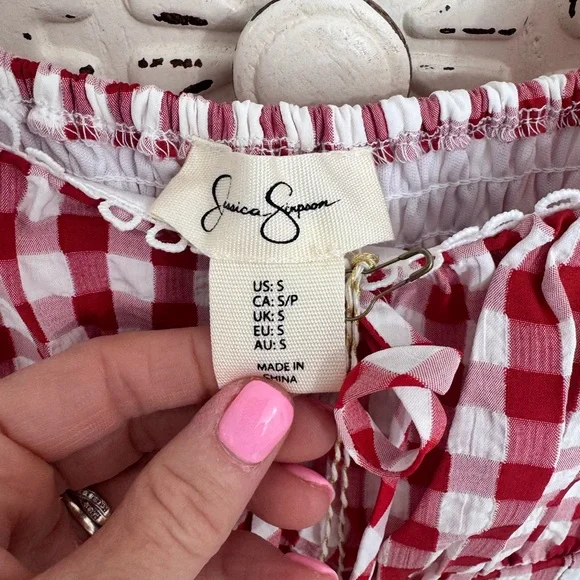 Jessica Simpson
US: S
CA: S/P
UK: S
EU: S
AU: S
MADE IN
CHINA